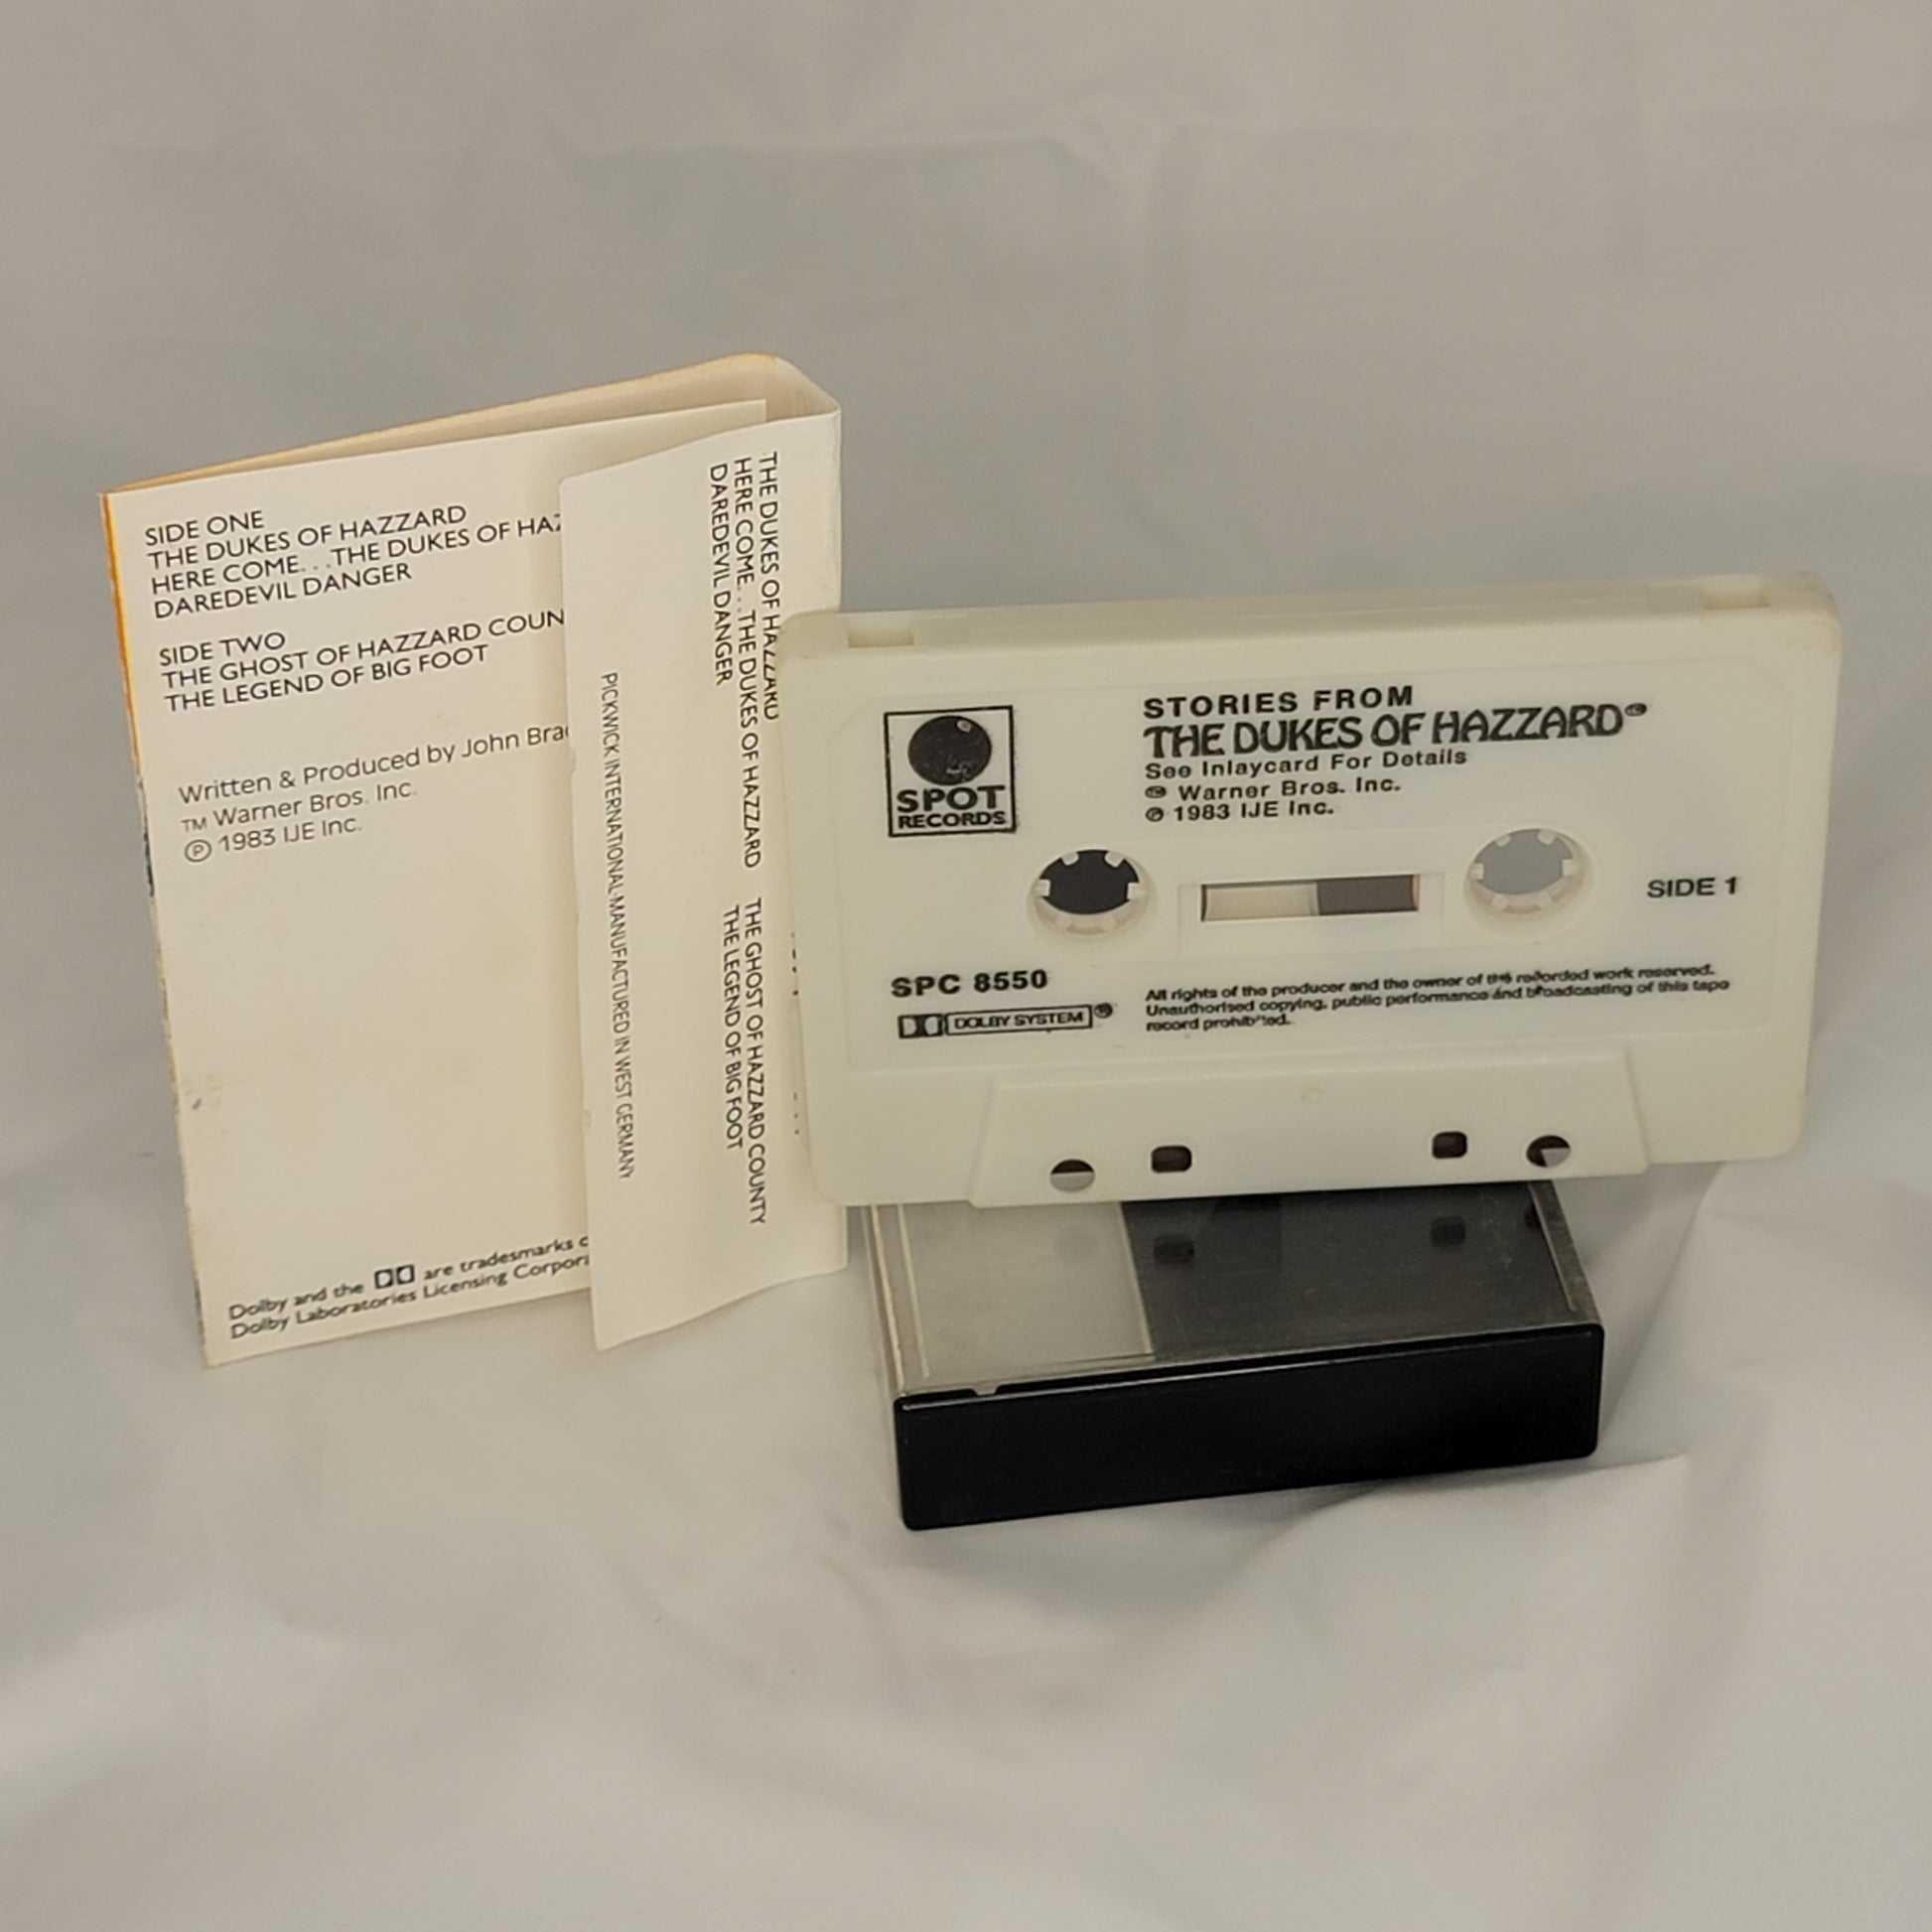 SIDE ONE
THE DUKES OF HAZZARD
HERE COME...THE DUKES OF HAZ
DAREDEVIL DANGER
SIDE TWO
THE GHOST OF HAZZARD COUN
THE LEGEND OF BIG FOOT
Written & Produced by John Bra
TM Warner Bros. Inc.
Ⓟ 1983 IJE Inc.
Dolby and the are tradesmarks
Dolby Laboratories Licensing Corpor
THE DUKES OF HAZZARD
HERE COME...THE DUKES OF HAZZARD
DAREDEVIL DANGER
THE GHOST OF HAZZARD COUNTY
THE LEGEND OF BIG FOOT
PICKWICK INTERNATIONAL-MANUFACTURED IN WEST GERMANY
SPOT
RECORDS
STORIES FROM
THE DUKES OF HAZZARD
See Inlaycard For Details
Warner Bros. Inc.
Ⓟ 1983 IJE Inc.
SIDE 1
SPC 8550
DOLBY SYSTEM®
All rights of the producer and the owner of the recorded work reserved.
Unauthorised copying, public performance and broadcasting of this tape
record prohibited.